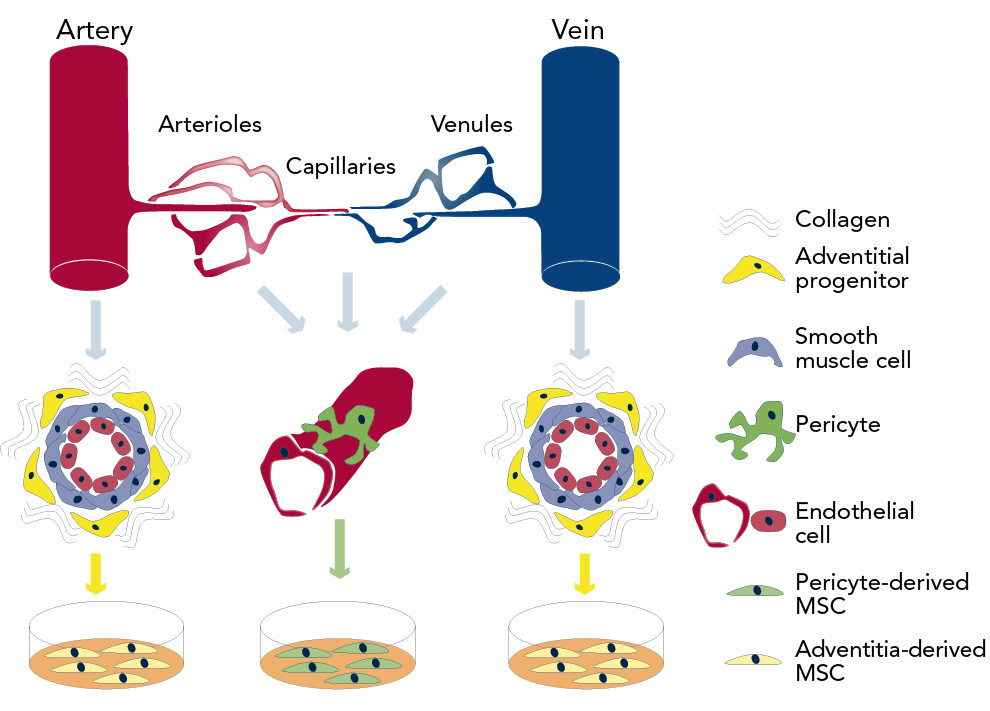 Artery
Vein
Arterioles
Venules
Capillaries
Collagen
Adventitial
progenitor
Smooth
muscle cell
Pericyte
Endothelial
cell
Pericyte-derived
MSC
Adventitia-derived
MSC